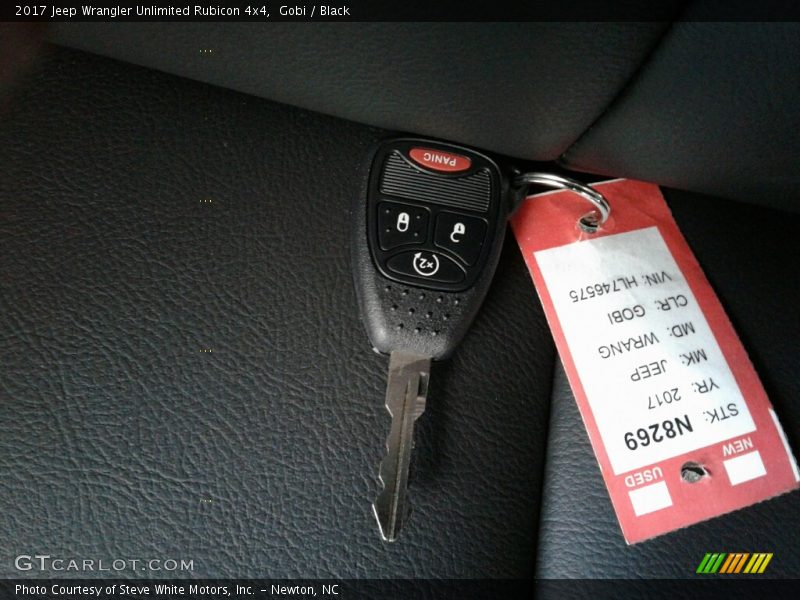 2017 Jeep Wrangler Unlimited Rubicon 4x4,  Gobi / Black
PANIC
x2
STK: N8269
YR: 2017
MK: JEEP
MD: WRANG
CLR: GOBI
VIN: HL746575
NEW USED
GTCARLOT.COM
Photo Courtesy of Steve White Motors, Inc. - Newton, NC